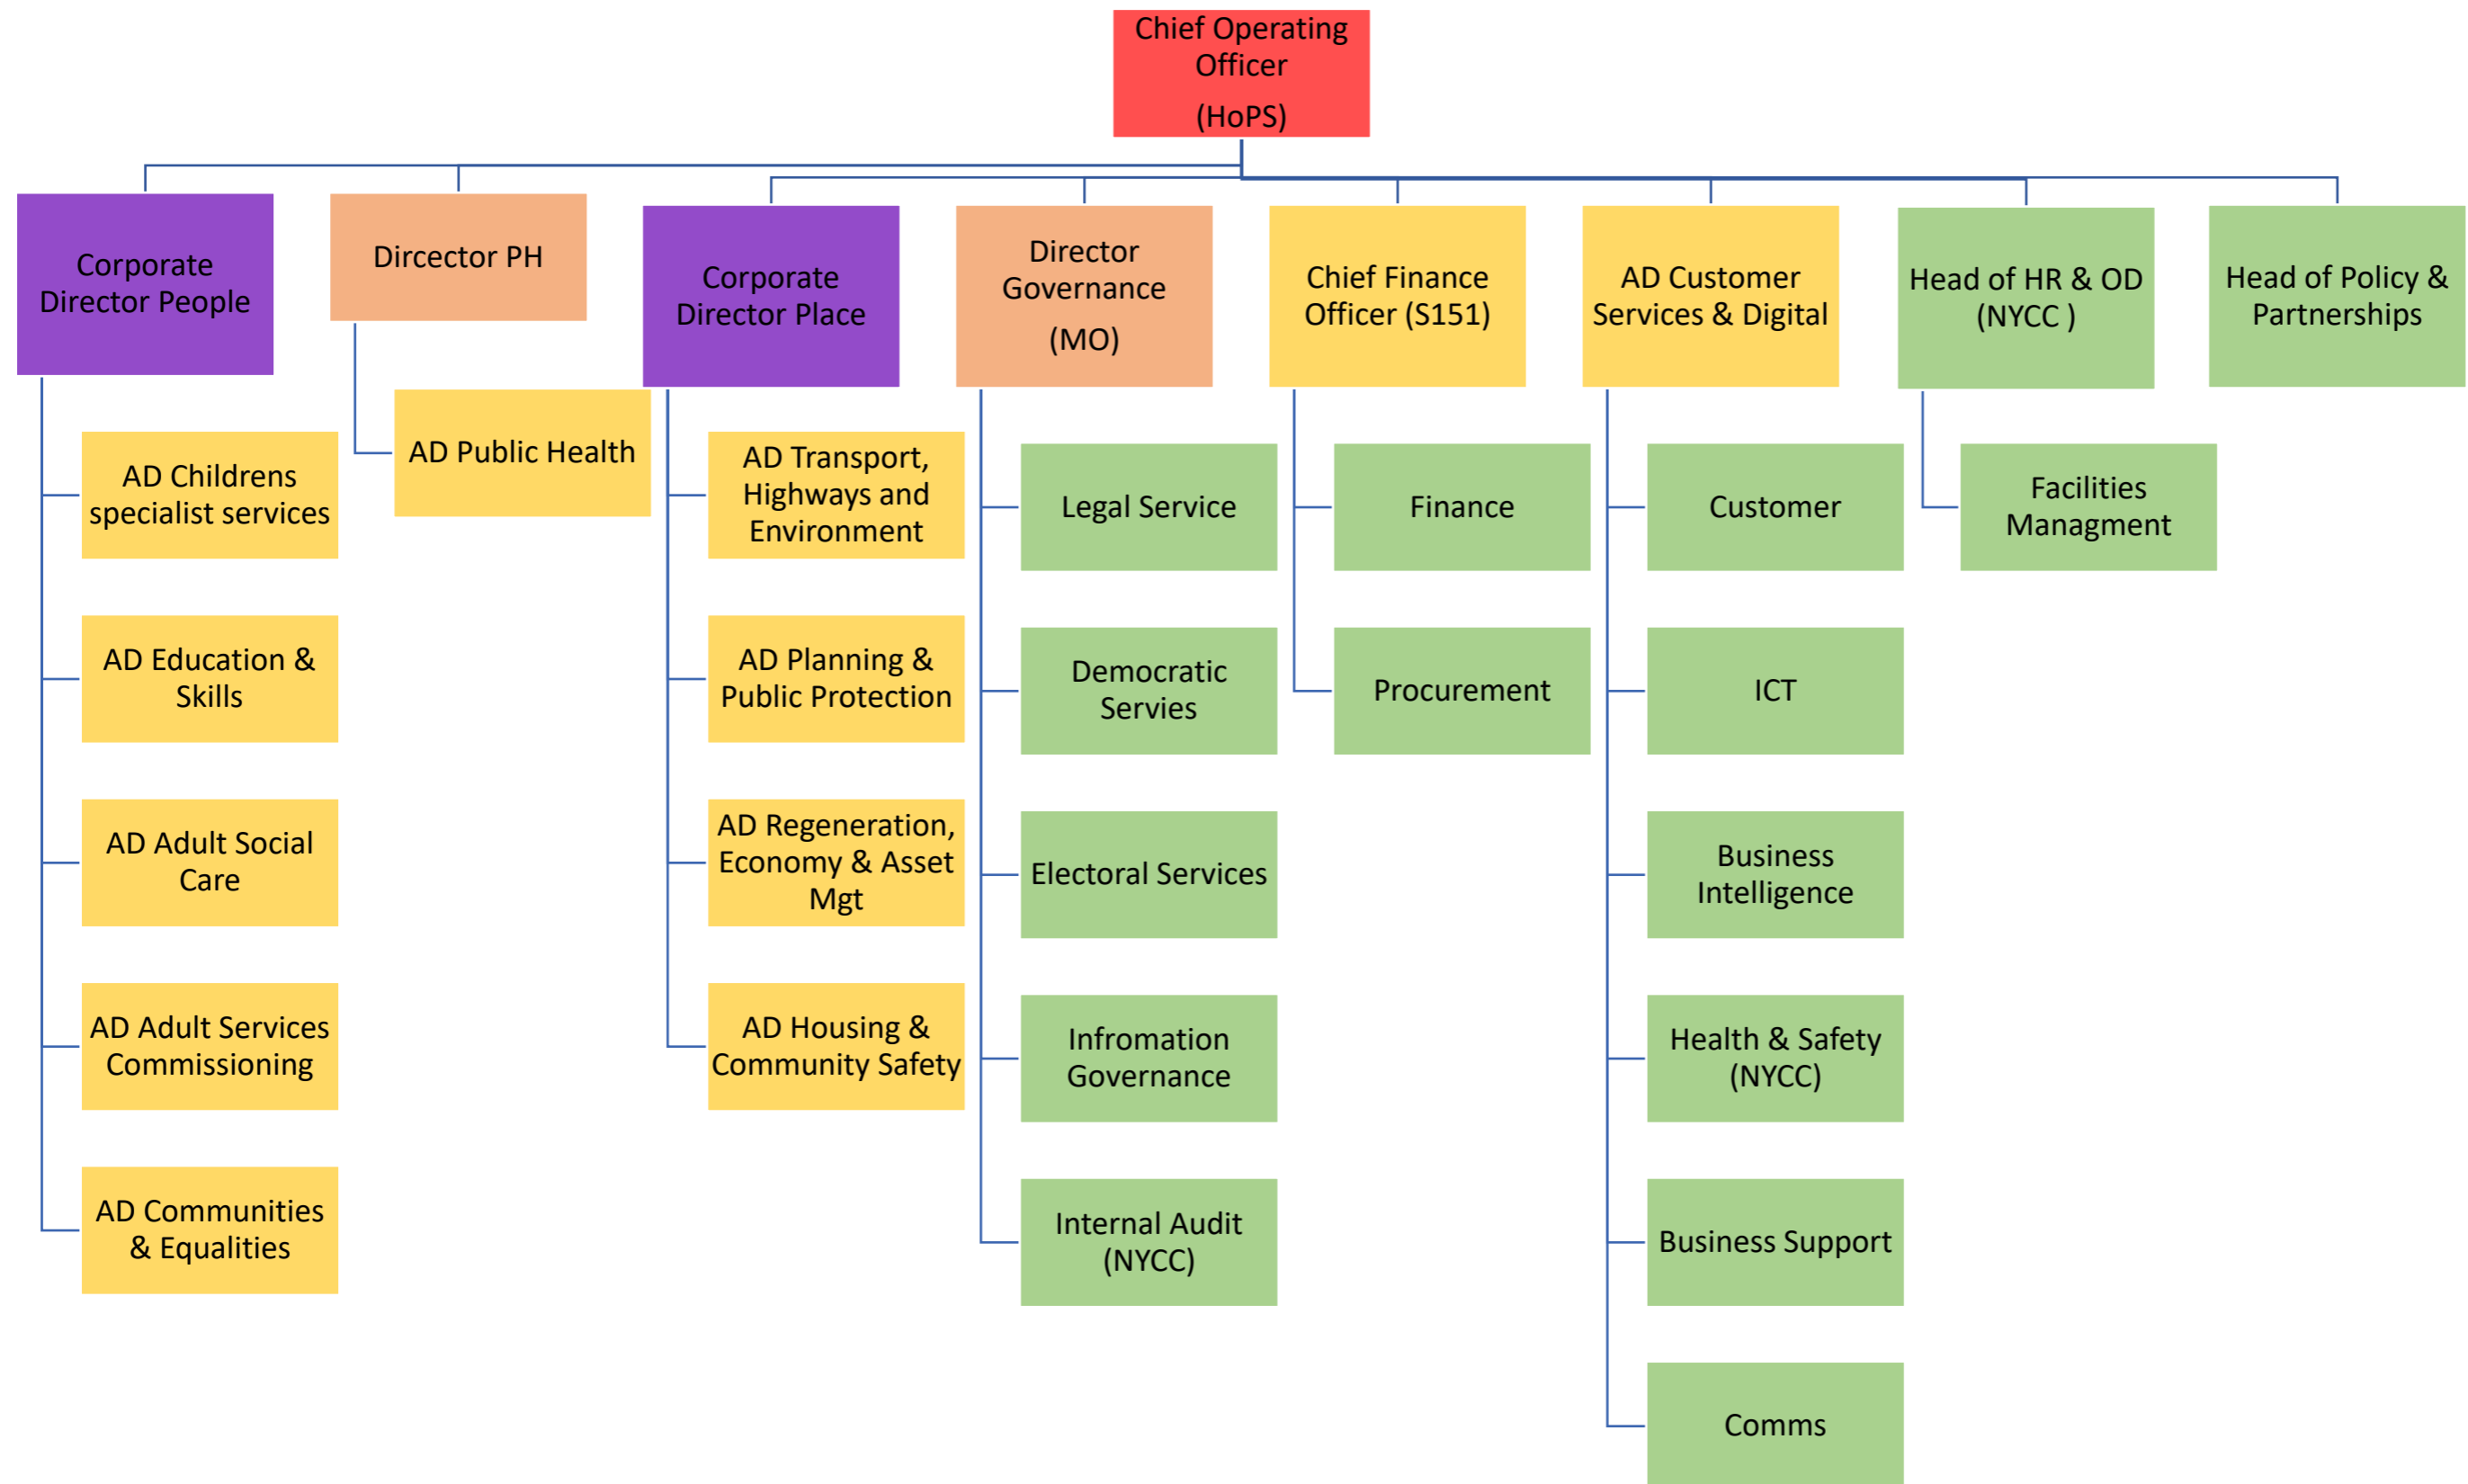 Chief Operating
Officer
(HoPS)
Corporate
Director People
Dircector PH
Corporate
Director Place
Director
Governance
(MO)
Chief Finance
Officer (S151)
AD Customer
Services & Digital
Head of HR & OD
(NYCC )
Head of Policy &
Partnerships
AD Childrens
specialist services
AD Education &
Skills
AD Adult Social
Care
AD Adult Services
Commissioning
AD Communities
& Equalities
AD Public Health
AD Transport,
Highways and
Environment
AD Planning &
Public Protection
AD Regeneration,
Economy & Asset
Mgt
AD Housing &
Community Safety
Legal Service
Democratic
Servies
Electoral Services
Infromation
Governance
Internal Audit
(NYCC)
Finance
Procurement
Customer
ICT
Business
Intelligence
Health & Safety
(NYCC)
Business Support
Comms
Facilities
Managment